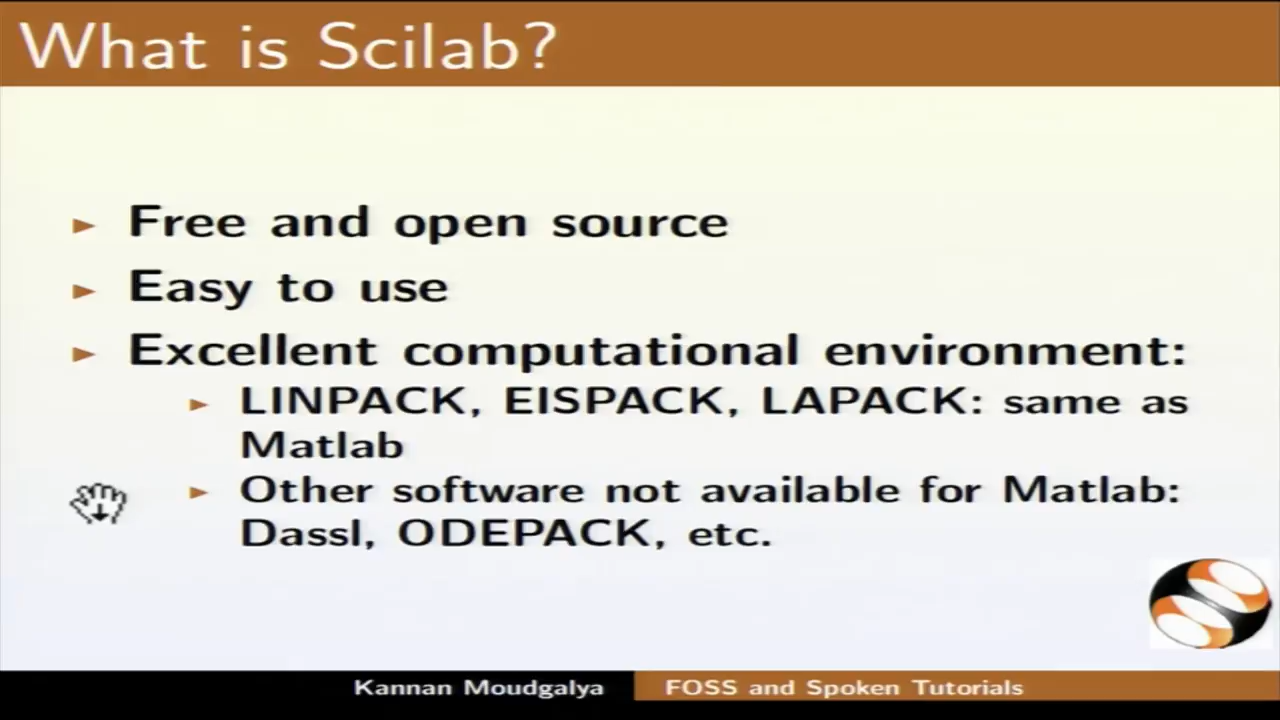 What is Scilab?
Free and open source
Easy to use
Excellent computational environment:
LINPACK, EISPACK, LAPACK: same as
Matlab
Other software not available for Matlab:
Dassl, ODEPACK, etc.
Kannan Moudgalya
FOSS and Spoken Tutorials